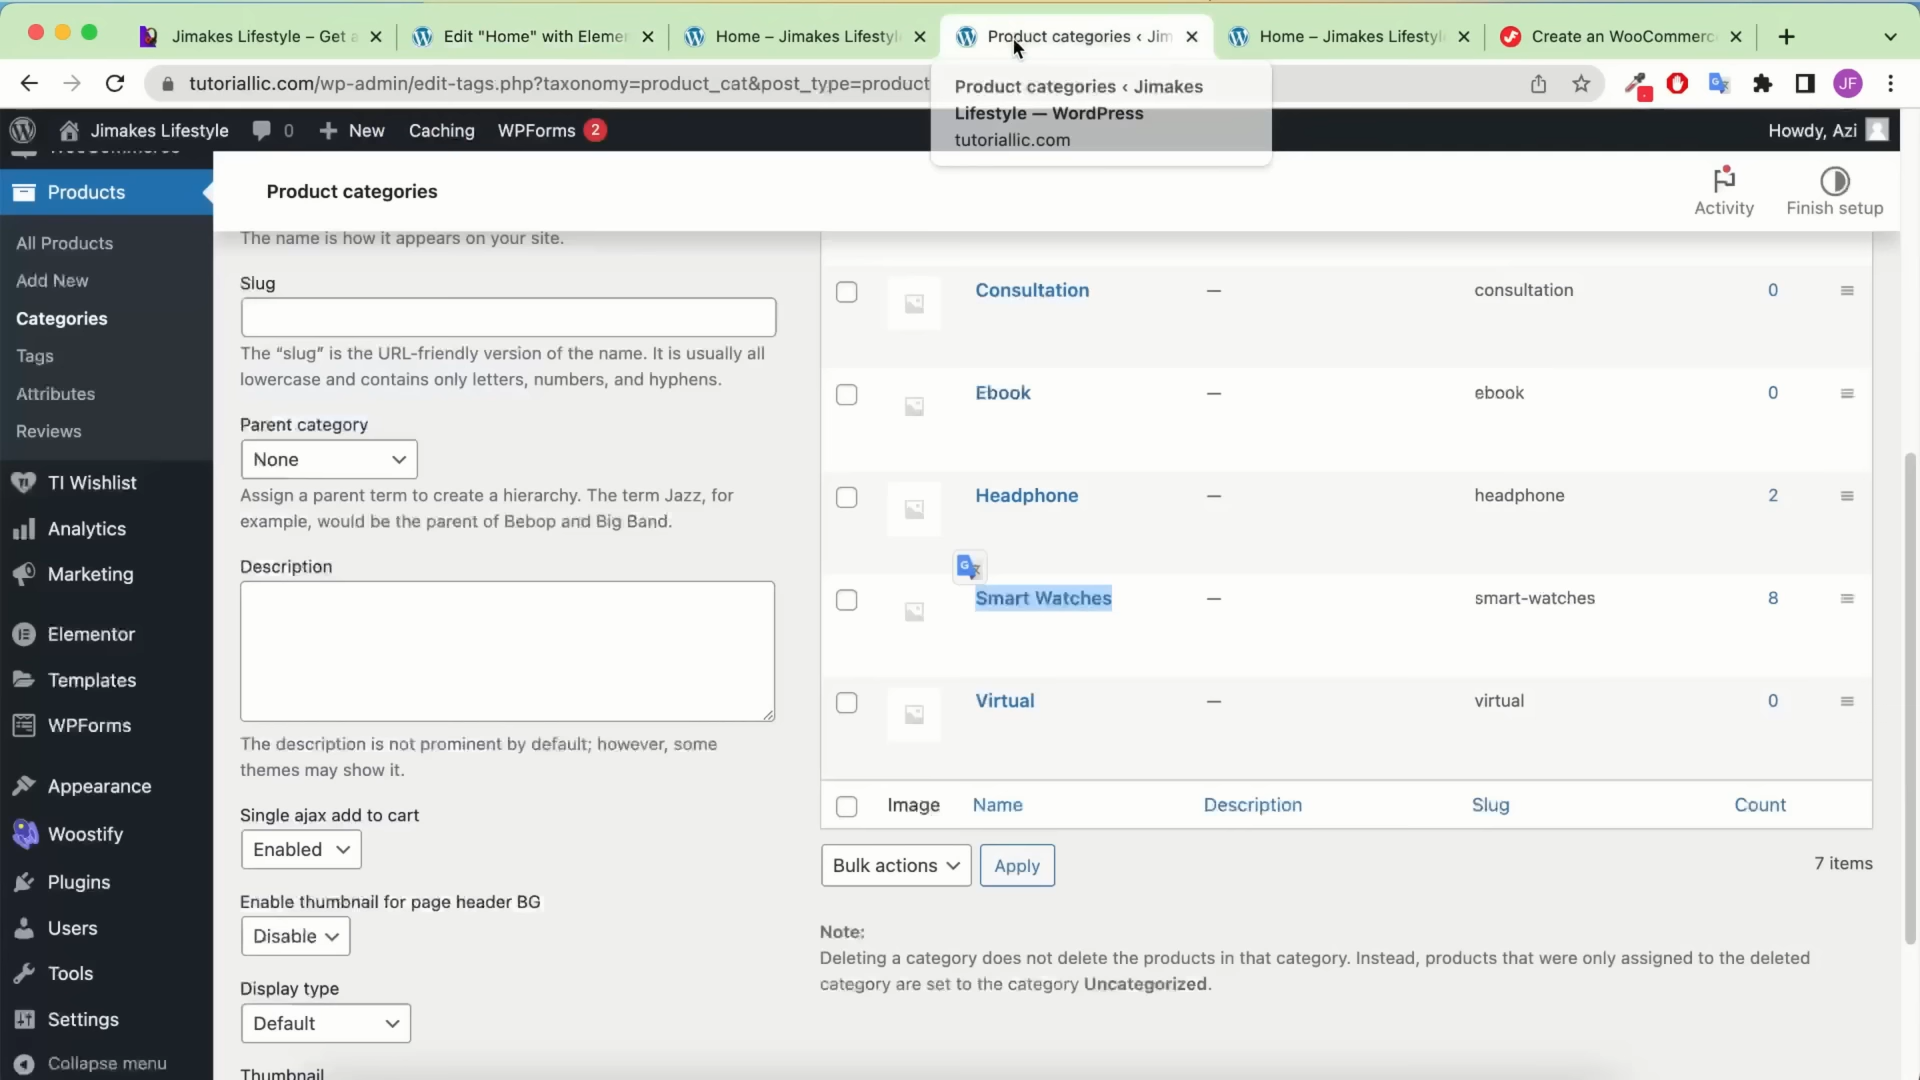 Jimakes Lifestyle – Get a
Edit "Home" with Elemen
Home – Jimakes Lifestyl
Product categories ‹ Jim
Home – Jimakes Lifestyl
Create an WooCommerc
tutoriallic.com/wp-admin/edit-tags.php?taxonomy=product_cat&post_type=product
JF
Product categories ‹ Jimakes
Lifestyle — WordPress
tutoriallic.com
Jimakes Lifestyle
0
New
Caching
WPForms
2
Howdy, Azi
Products
All Products
Add New
Categories
Tags
Attributes
Reviews
TI Wishlist
Analytics
Marketing
Elementor
Templates
WPForms
Appearance
Woostify
Plugins
Users
Tools
Settings
Collapse menu
Product categories
Activity
Finish setup
The name is how it appears on your site.
Slug
The “slug” is the URL-friendly version of the name. It is usually all
lowercase and contains only letters, numbers, and hyphens.
Parent category
None
Assign a parent term to create a hierarchy. The term Jazz, for
example, would be the parent of Bebop and Big Band.
Description
The description is not prominent by default; however, some
themes may show it.
Single ajax add to cart
Enabled
Enable thumbnail for page header BG
Disable
Display type
Default
Thumbnail
Consultation — consultation 0
Ebook — ebook 0
Headphone — headphone 2
Smart Watches — smart-watches 8
Virtual — virtual 0
Image Name Description Slug Count
Bulk actions
Apply
7 items
Note:
Deleting a category does not delete the products in that category. Instead, products that were only assigned to the deleted
category are set to the category Uncategorized.